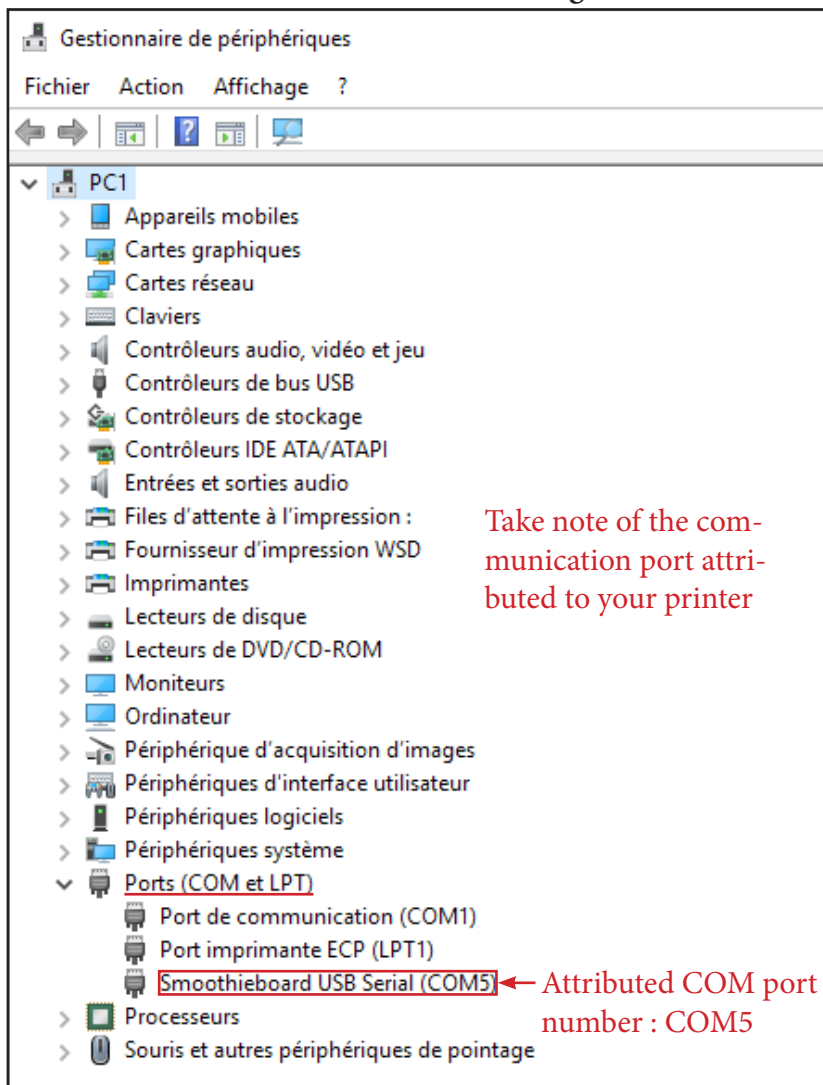 Gestionnaire de périphériques
Fichier Action Affichage ?
PC1
Appareils mobiles
Cartes graphiques
Cartes réseau
Claviers
Contrôleurs audio, vidéo et jeu
Contrôleurs de bus USB
Contrôleurs de stockage
Contrôleurs IDE ATA/ATAPI
Entrées et sorties audio
Files d'attente à l'impression :
Fournisseur d'impression WSD
Imprimantes
Lecteurs de disque
Lecteurs de DVD/CD-ROM
Moniteurs
Ordinateur
Périphérique d'acquisition d'images
Périphériques d'interface utilisateur
Périphériques logiciels
Périphériques système
Ports (COM et LPT)
Port de communication (COM1)
Port imprimante ECP (LPT1)
Smoothieboard USB Serial (COM5)
Processeurs
Souris et autres périphériques de pointage
Take note of the com-
munication port attri-
buted to your printer
Attributed COM port
number : COM5